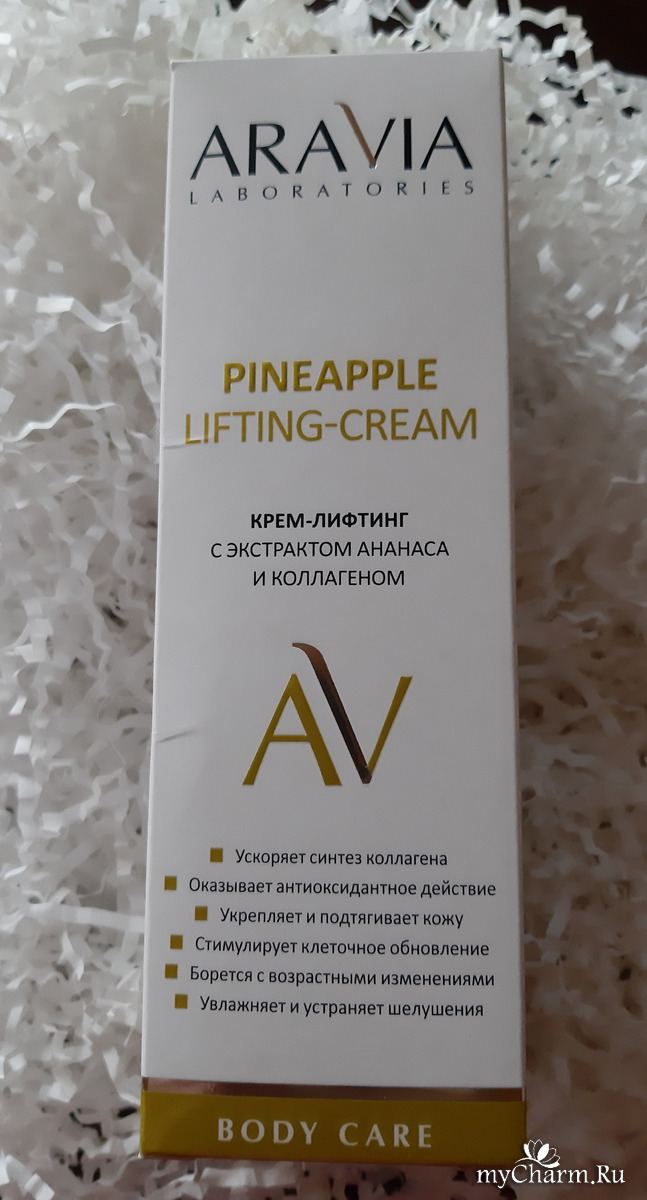 ARAVIA
LABORATORIES
PINEAPPLE
LIFTING-CREAM
КРЕМ-ЛИФТИНГ
С ЭКСТРАКТОМ АНАНАСА
И КОЛЛАГЕНОМ
AV
Ускоряет синтез коллагена
Оказывает антиоксидантное действие
Укрепляет и подтягивает кожу
Стимулирует клеточное обновление
Борется с возрастными изменениями
Увлажняет и устраняет шелушения
BODY CARE
myCharm.Ru